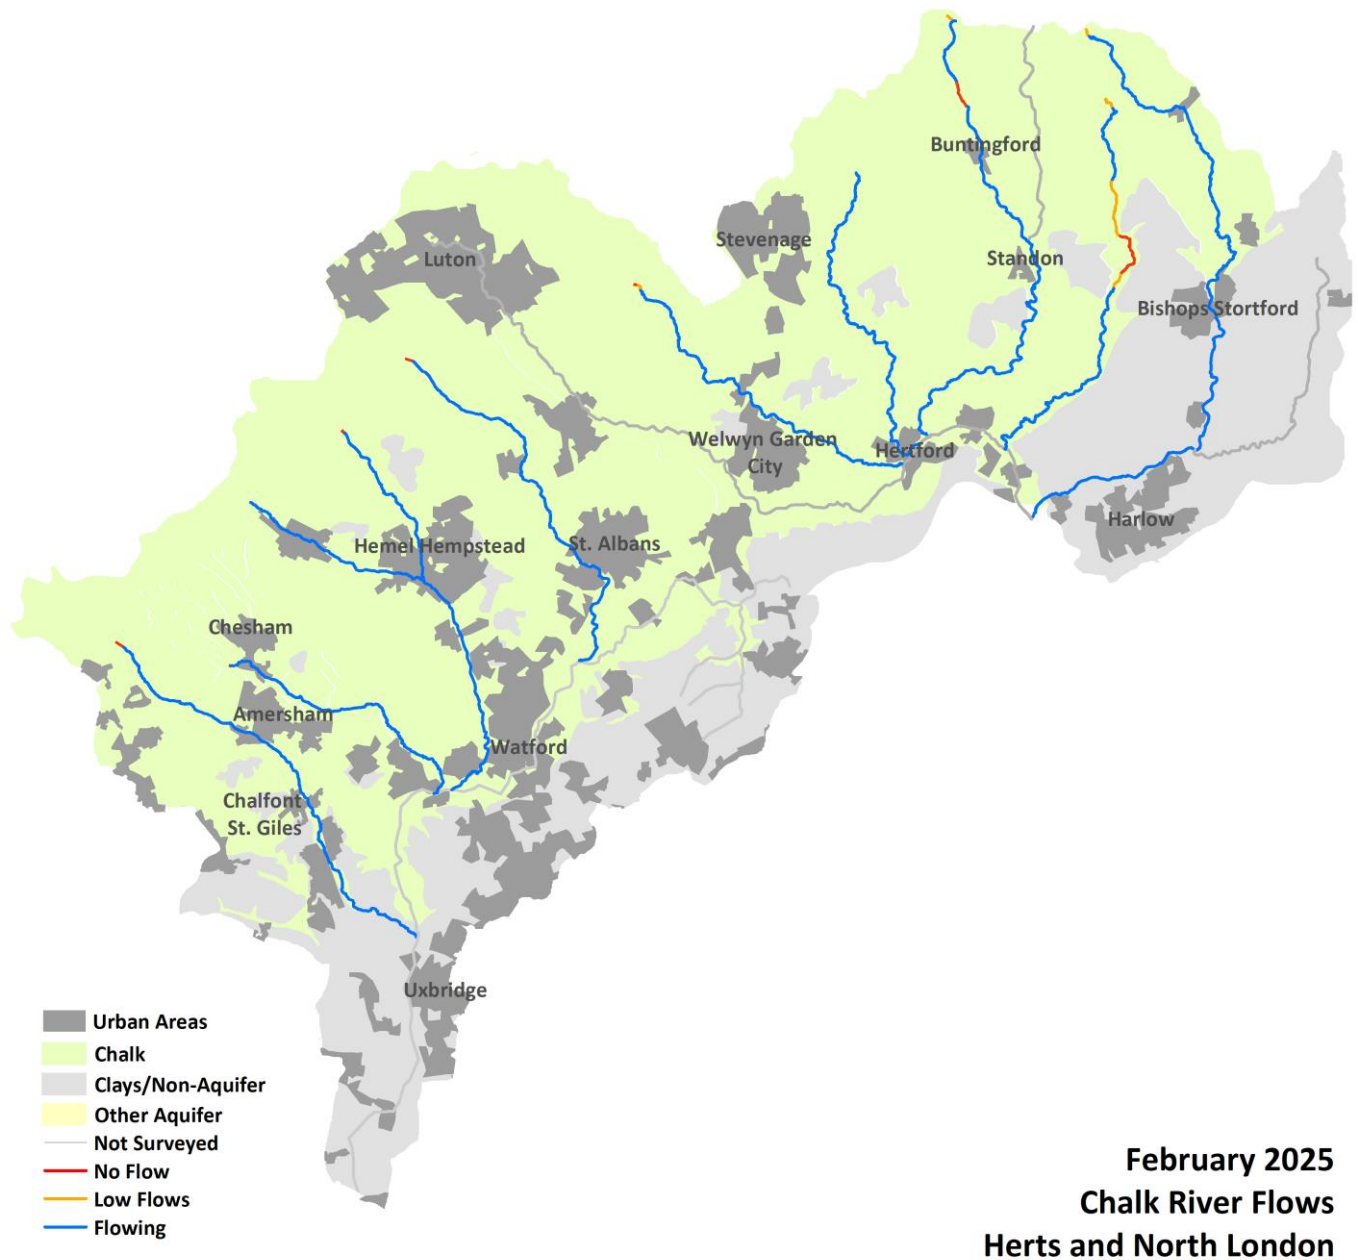 Buntingford
Stevenage
Luton
Standon
Bishops Stortford
Welwyn Garden
City
Hertford
Harlow
Hemel Hempstead
St. Albans
Chesham
Amersham
Watford
Chalfont
St. Giles
Uxbridge
Urban Areas
Chalk
Clays/Non-Aquifer
Other Aquifer
Not Surveyed
No Flow
Low Flows
Flowing
February 2025
Chalk River Flows
Herts and North London